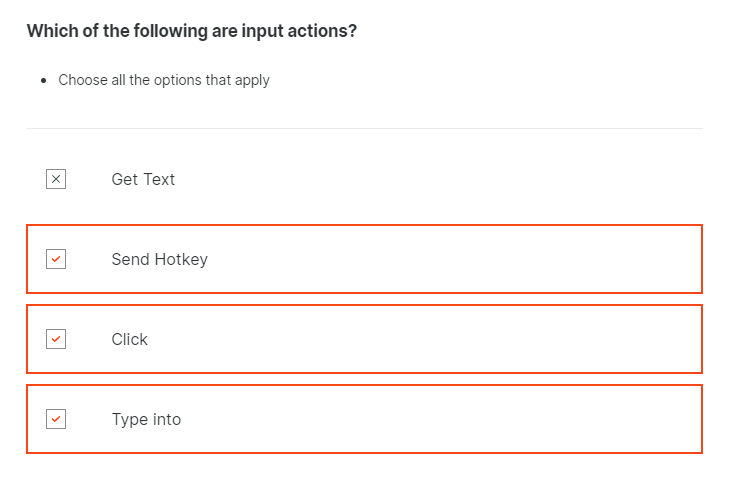 Which of the following are input actions?
Choose all the options that apply
Get Text
Send Hotkey
Click
Type into